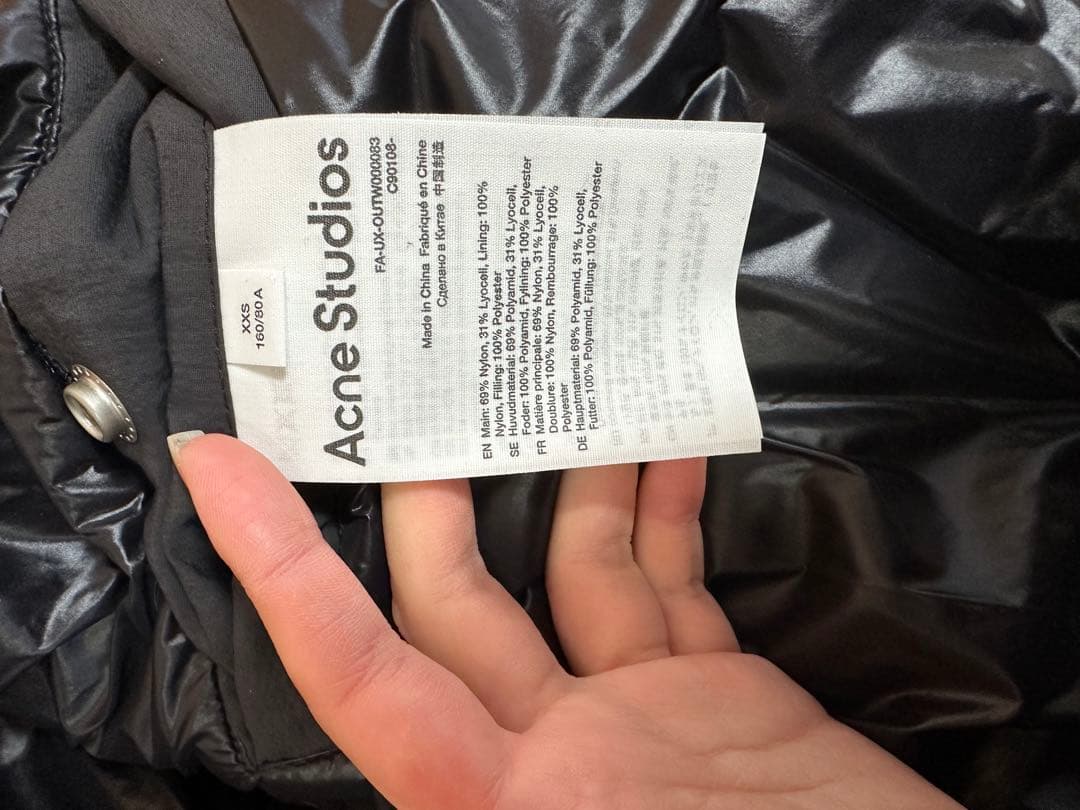 XXS
160/80A
Acne Studios
FA-UX-OUTW000083
C90108-
Made in China Fabriqué en Chine
Сделано в Китае 中国制造
EN Main: 69% Nylon, 31% Lyocell, Lining: 100%
Nylon, Filling: 100% Polyester
SE Huvudmaterial: 69% Polyamid, 31% Lyocell,
Foder: 100% Polyamid, Fyllning: 100% Polyester
FR Matière principale: 69% Nylon, 31% Lyocell,
Doublure: 100% Nylon, Rembourrage: 100%
Polyester
DE Hauptmaterial: 69% Polyamid, 31% Lyocell,
Futter: 100% Polyamid, Füllung: 100% Polyester